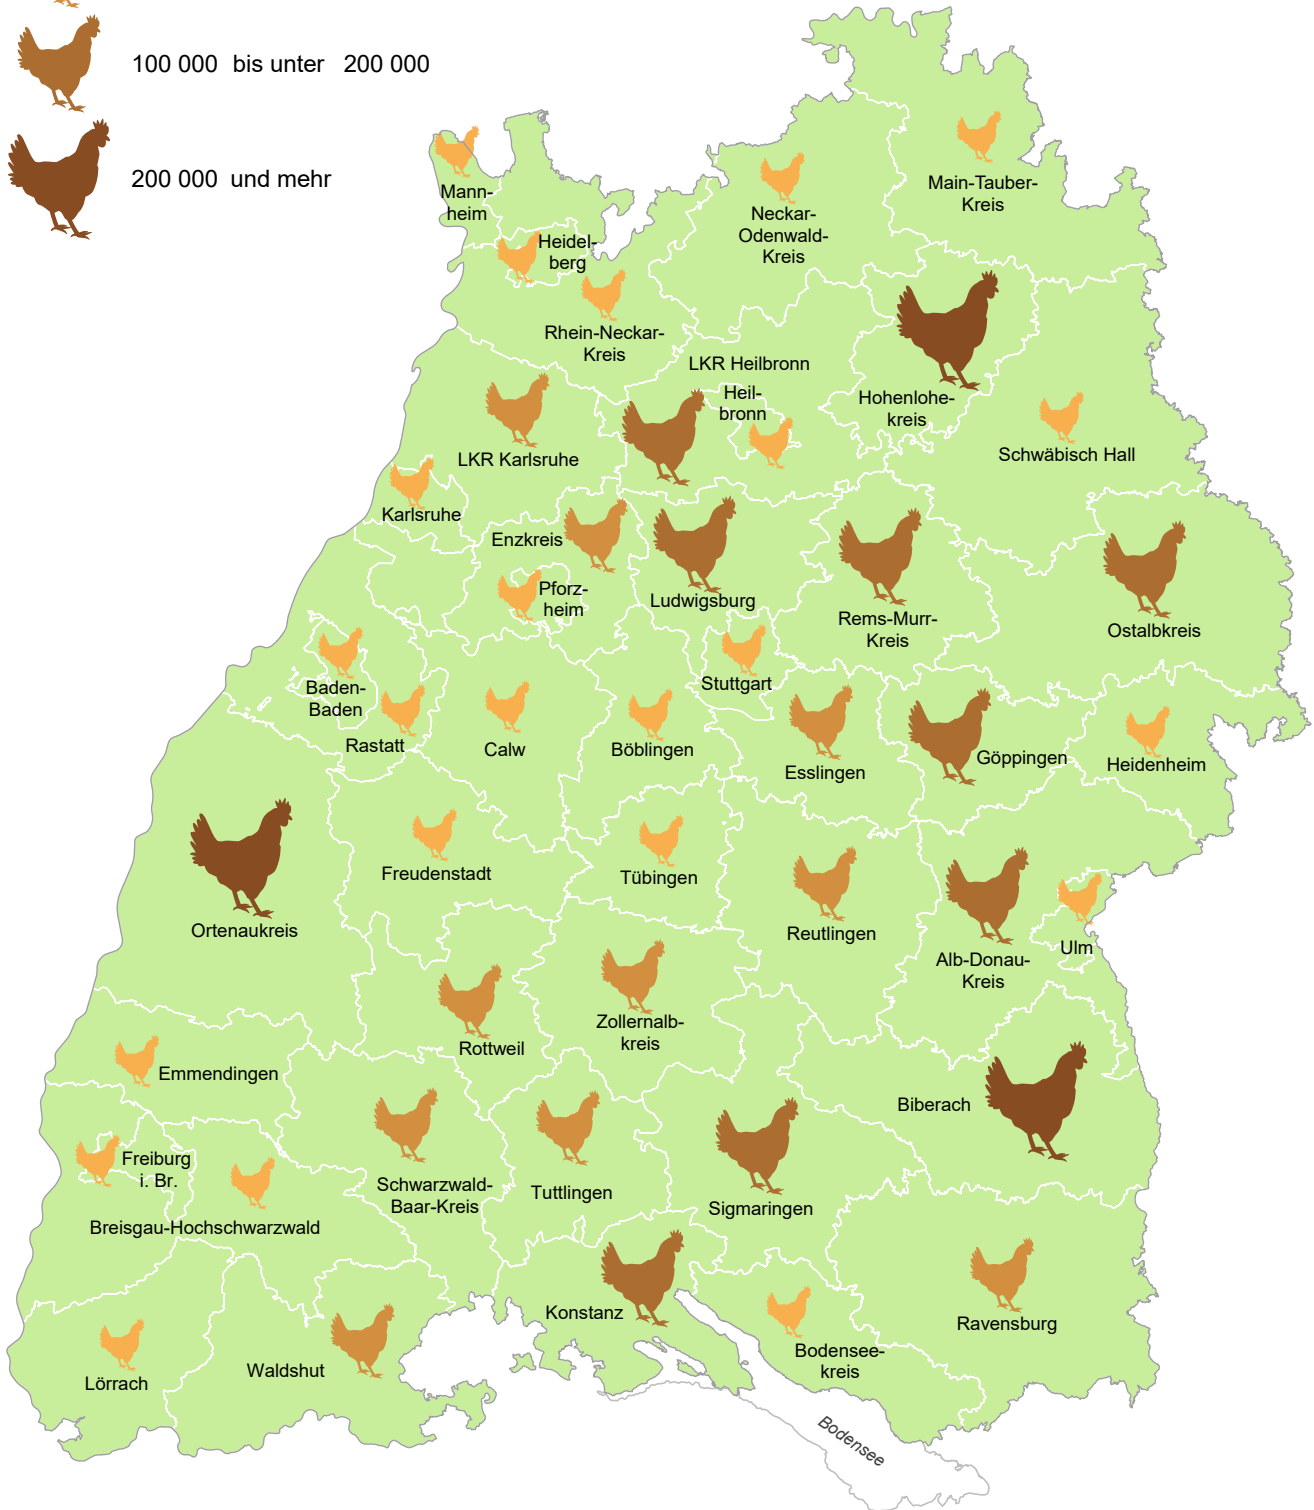 100 000 bis unter 200 000
200 000 und mehr
Mann-
heim
Heidel-
berg
Rhein-Neckar-
Kreis
Neckar-
Odenwald-
Kreis
Main-Tauber-
Kreis
LKR Heilbronn
Heil-
bronn
Hohenlohe-
kreis
Schwäbisch Hall
LKR Karlsruhe
Karlsruhe
Enzkreis
Pforz-
heim
Ludwigsburg
Rems-Murr-
Kreis
Ostalbkreis
Baden-
Baden
Rastatt
Calw
Böblingen
Stuttgart
Esslingen
Göppingen
Heidenheim
Ortenaukreis
Freudenstadt
Tübingen
Reutlingen
Alb-Donau-
Kreis
Ulm
Rottweil
Zollernalb-
kreis
Emmendingen
Biberach
Freiburg
i. Br.
Breisgau-Hochschwarzwald
Schwarzwald-
Baar-Kreis
Tuttlingen
Sigmaringen
Lörrach
Waldshut
Konstanz
Bodensee-
kreis
Ravensburg
Bodensee